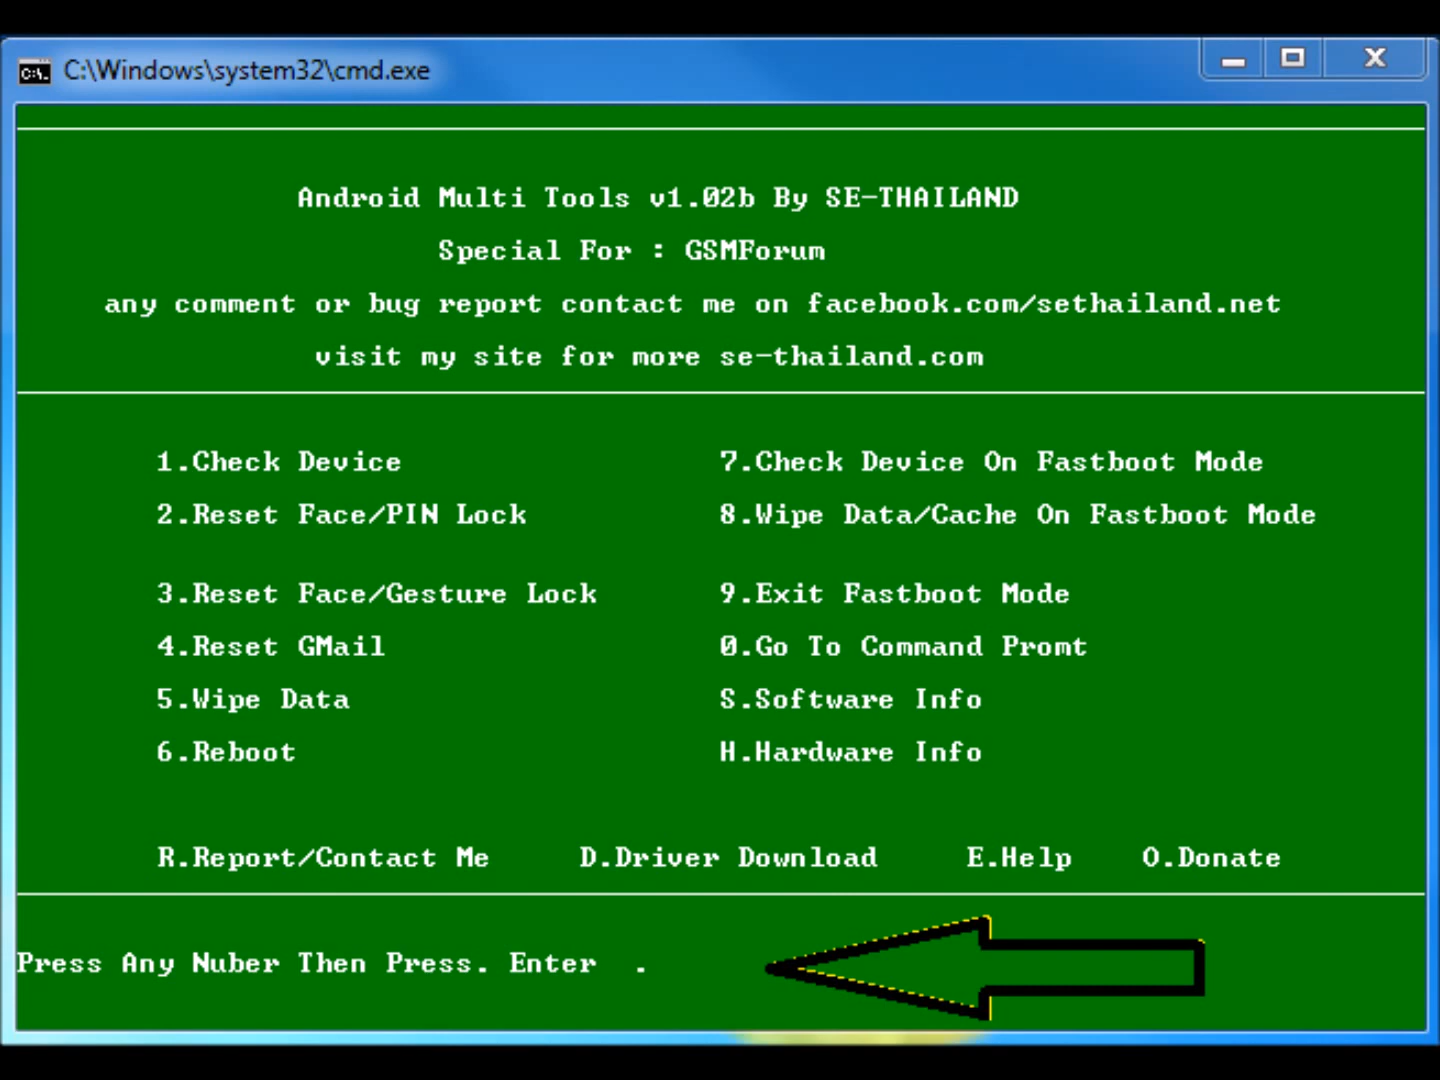 C:\Windows\system32\cmd.exe
Android Multi Tools v1.02b By SE-THAILAND
Special For : GSMForum
any comment or bug report contact me on facebook.com/sethailand.net
visit my site for more se-thailand.com
1.Check Device 7.Check Device On Fastboot Mode
2.Reset Face/PIN Lock 8.Wipe Data/Cache On Fastboot Mode
3.Reset Face/Gesture Lock 9.Exit Fastboot Mode
4.Reset GMail 0.Go To Command Promt
5.Wipe Data S.Software Info
6.Reboot H.Hardware Info
R.Report/Contact Me D.Driver Download E.Help O.Donate
Press Any Nuber Then Press. Enter .